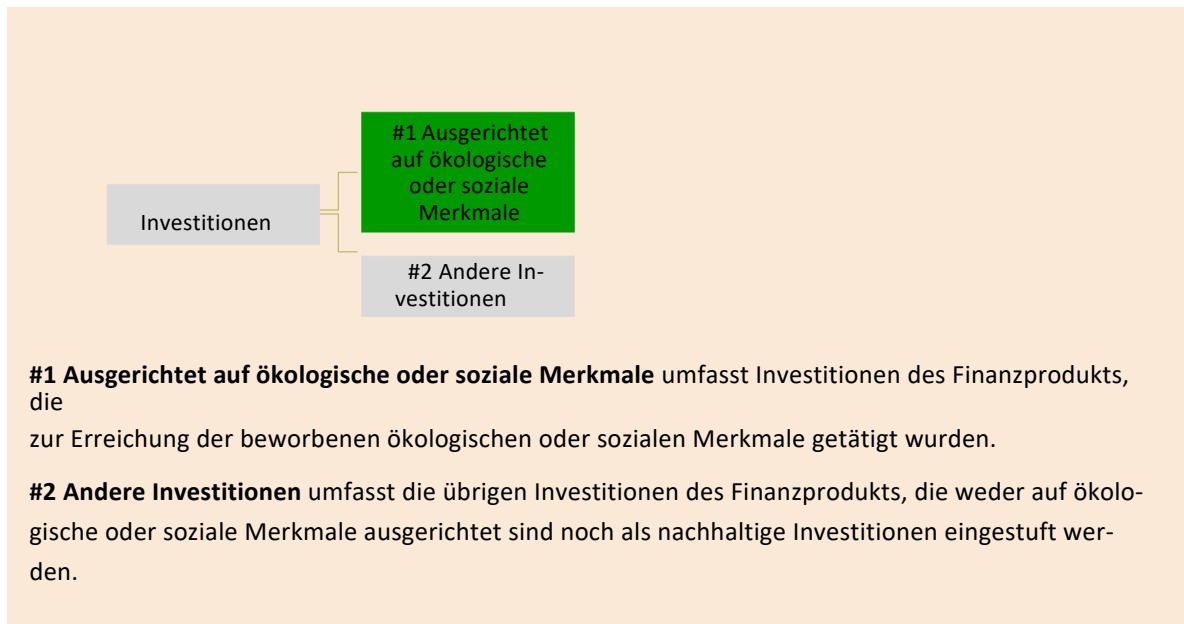 #1 Ausgerichtet
auf ökologische
oder soziale
Merkmale
Investitionen
#2 Andere In-
vestitionen
#1 Ausgerichtet auf ökologische oder soziale Merkmale umfasst Investitionen des Finanzprodukts,
die
zur Erreichung der beworbenen ökologischen oder sozialen Merkmale getätigt wurden.
#2 Andere Investitionen umfasst die übrigen Investitionen des Finanzprodukts, die weder auf ökolo-
gische oder soziale Merkmale ausgerichtet sind noch als nachhaltige Investitionen eingestuft wer-
den.